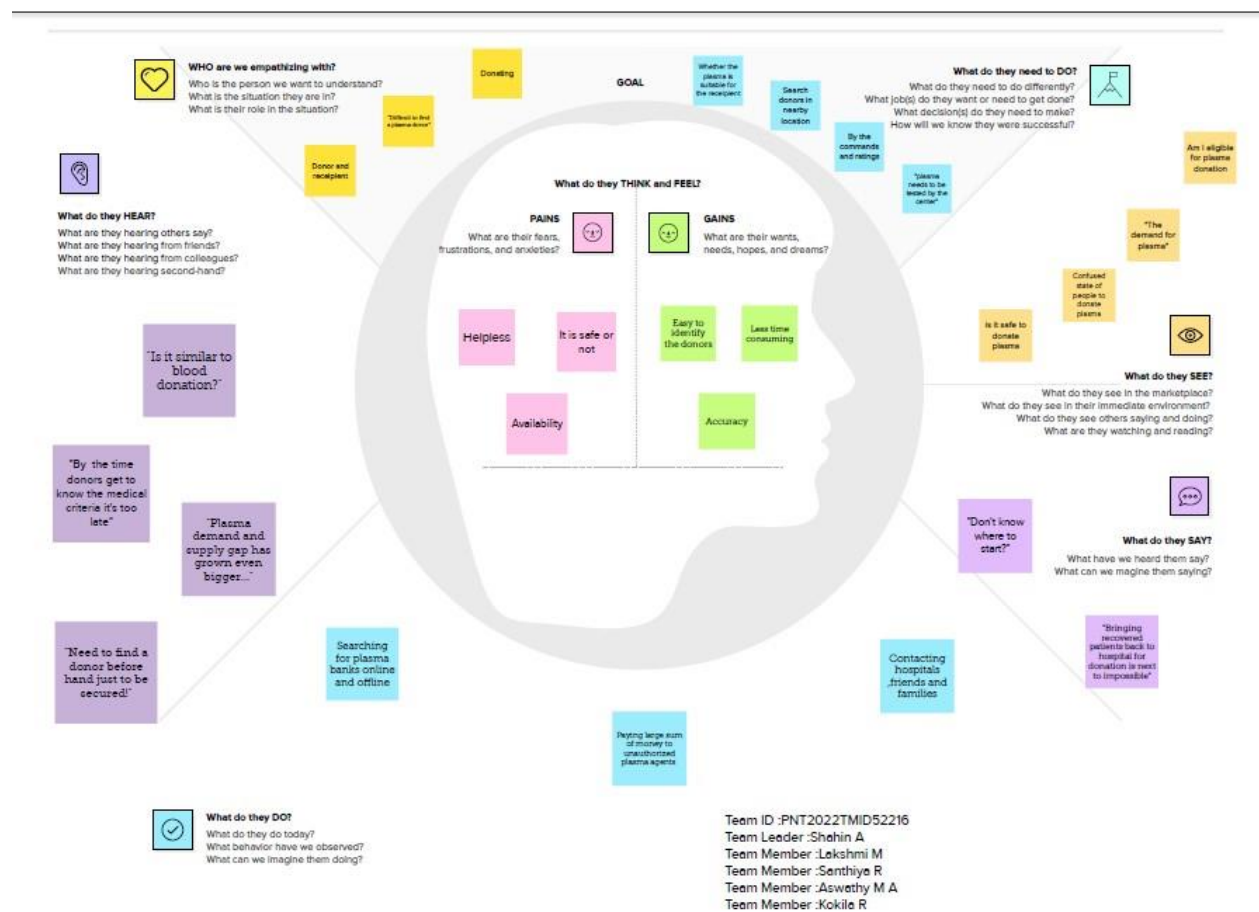 WHO are we empathizing with?
Who is the person we want to understand?
What is the situation they are in?
What is their role in the situation?
Donating
"Difficult to find
a plasma donor"
Donor and
receipient
GOAL
Whether the
plasma is
suitable for
the receipient
Search
donors in
nearby
location
By the
commands
and ratings
"plasma
needs to be
tested by the
center"
What do they need to DO?
What do they need to do differently?
What job(s) do they want or need to get done?
What decision(s) do they need to make?
How will we know they were successful?
Am I eligible
for plasma
donation
"The
demand for
plasma"
Confused
state of
people to
donate
plasma
Is it safe to
donate
plasma
What do they SEE?
What do they see in the marketplace?
What do they see in their immediate environment?
What do they see others saying and doing?
What are they watching and reading?
What do they HEAR?
What are they hearing others say?
What are they hearing from friends?
What are they hearing from colleagues?
What are they hearing second-hand?
What do they THINK and FEEL?
PAINS
What are their fears,
frustrations, and anxieties?
GAINS
What are their wants,
needs, hopes, and dreams?
Helpless
It is safe or
not
Availability
Easy to
identify
the donors
Less time
consuming
Accuracy
"Is it similar to
blood
donation?"
"By the time
donors get to
know the medical
criteria it's too
late"
"Plasma
demand and
supply gap has
grown even
bigger..."
"Need to find a
donor before
hand just to be
secured!"
"Don't know
where to
start?"
What do they SAY?
What have we heard them say?
What can we magine them saying?
"Bringing
recovered
patients back to
hospital for
donation is next
to impossible"
Searching
for plasma
banks online
and offline
Paying large sum
of money to
unauthorized
plasma agents
Contacting
hospitals
,friends and
families
What do they DO?
What do they do today?
What behavior have we observed?
What can we imagine them doing?
Team ID :PNT2022TMID52216
Team Leader :Shahin A
Team Member :Lakshmi M
Team Member :Santhiya R
Team Member :Aswathy M A
Team Member :Kokila R